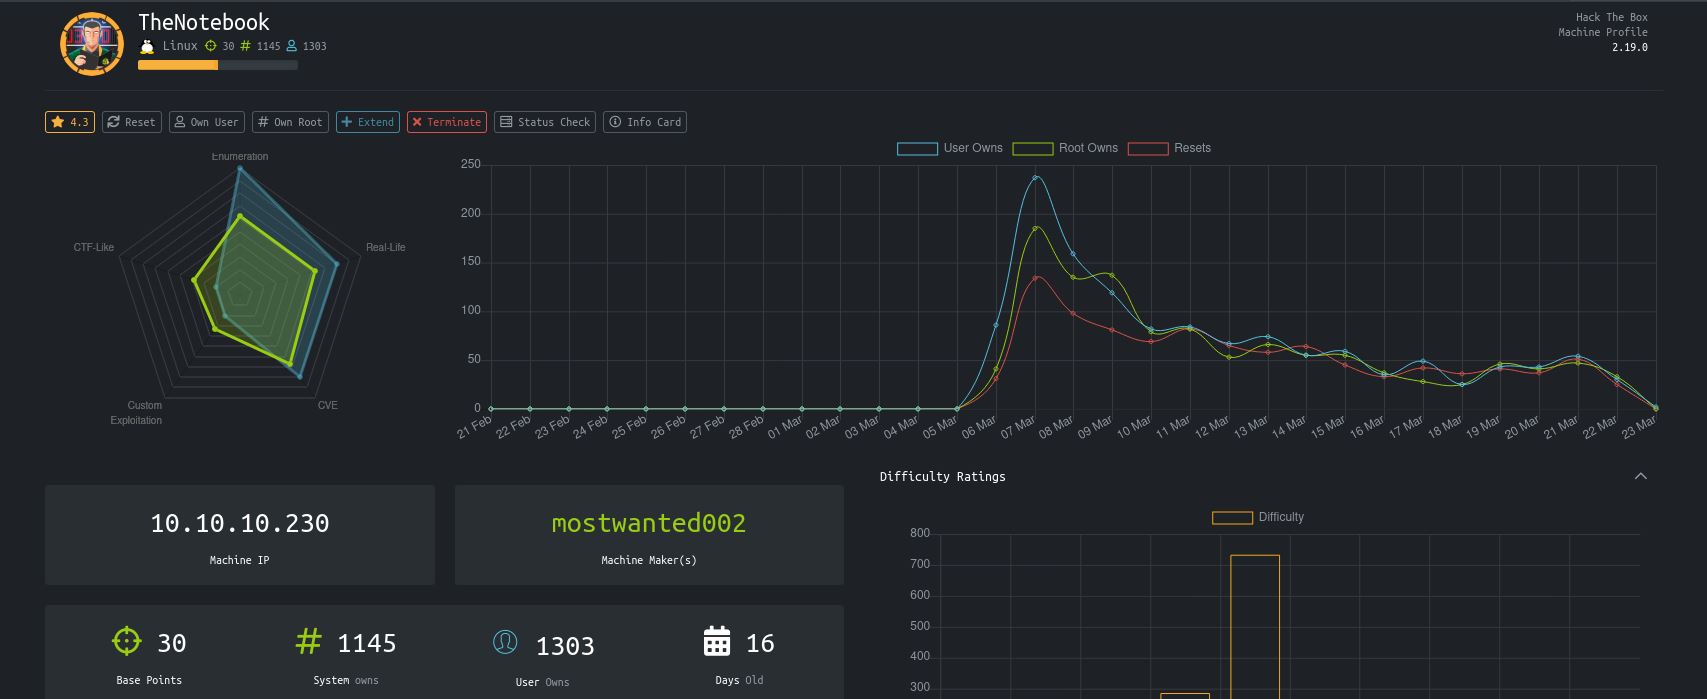 TheNotebook
Linux 30 # 1145 1303
Hack The Box
Machine Profile
2.19.0
4.3 Reset Own User # Own Root Extend Terminate Status Check Info Card
Enumeration
Real-Life
CVE
Custom
Exploitation
CTF-Like
User Owns Root Owns Resets
250
200
150
100
50
0
21 Feb 22 Feb 23 Feb 24 Feb 25 Feb 26 Feb 27 Feb 28 Feb 01 Mar 02 Mar 03 Mar 04 Mar 05 Mar 06 Mar 07 Mar 08 Mar 09 Mar 10 Mar 11 Mar 12 Mar 13 Mar 14 Mar 15 Mar 16 Mar 17 Mar 18 Mar 19 Mar 20 Mar 21 Mar 22 Mar 23 Mar
10.10.10.230
Machine IP
mostwanted002
Machine Maker(s)
30
Base Points
# 1145
System owns
1303
User Owns
16
Days Old
Difficulty Ratings
Difficulty
800
700
600
500
400
300